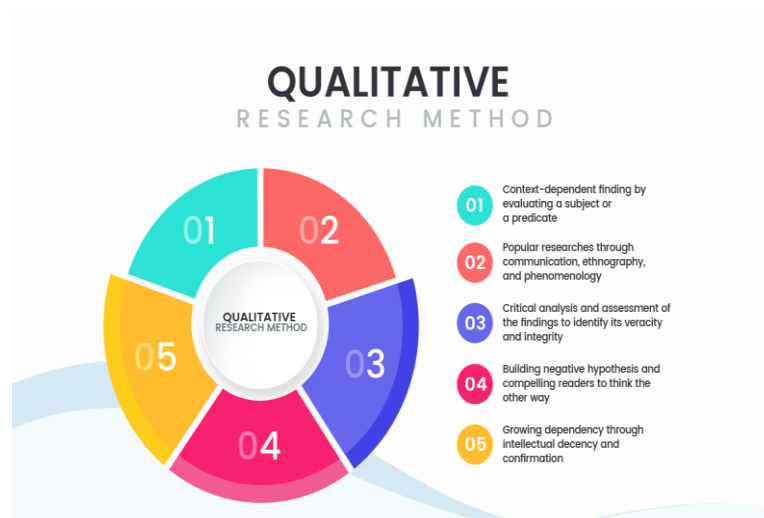 QUALITATIVE
RESEARCH METHOD
01
02
03
04
05
QUALITATIVE
RESEARCH METHOD
01
Context-dependent finding by
evaluating a subject or
a predicate
02
Popular researches through
communication, ethnography,
and phenomenology
03
Critical analysis and assessment of
the findings to identify its veracity
and integrity
04
Building negative hypothesis and
compelling readers to think the
other way
05
Growing dependency through
intellectual decency and
confirmation